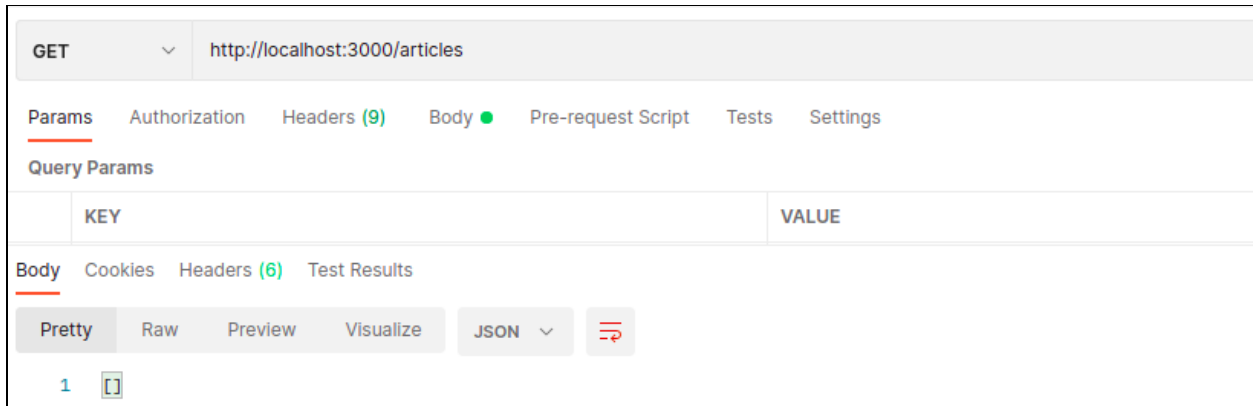 GET http://localhost:3000/articles
Params Authorization Headers (9) Body Pre-request Script Tests Settings
Query Params
KEY VALUE
Body Cookies Headers (6) Test Results
Pretty Raw Preview Visualize JSON
1 []